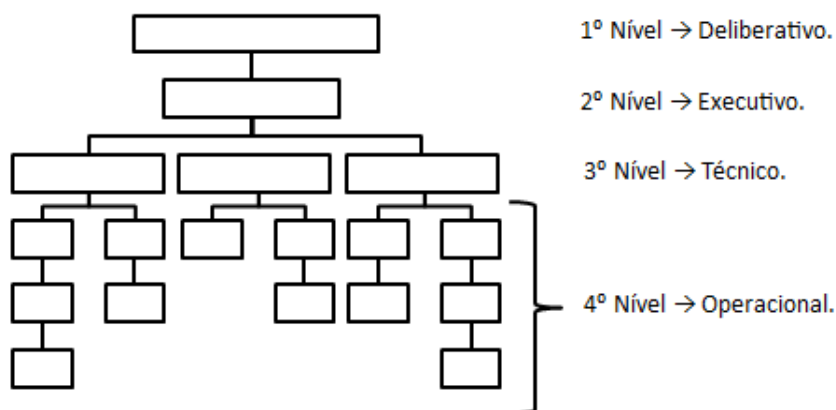 1º Nível → Deliberativo.
2º Nível → Executivo.
3º Nível → Técnico.
4º Nível → Operacional.